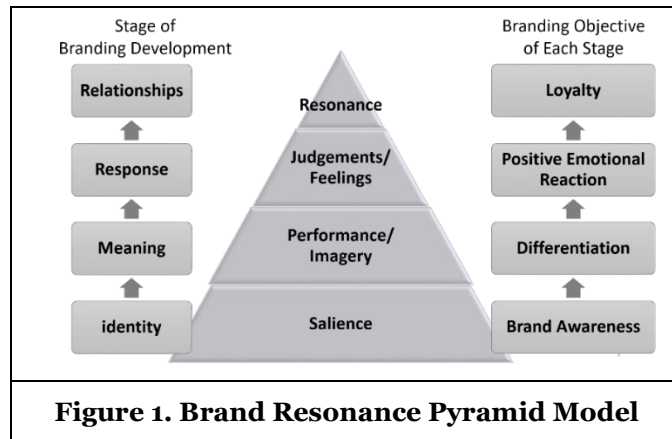 Stage of
Branding Development
Branding Objective
of Each Stage
Relationships
Resonance
Loyalty
Response
Judgements/
Feelings
Positive Emotional
Reaction
Meaning
Performance/
Imagery
Differentiation
identity
Salience
Brand Awareness
Figure 1. Brand Resonance Pyramid Model